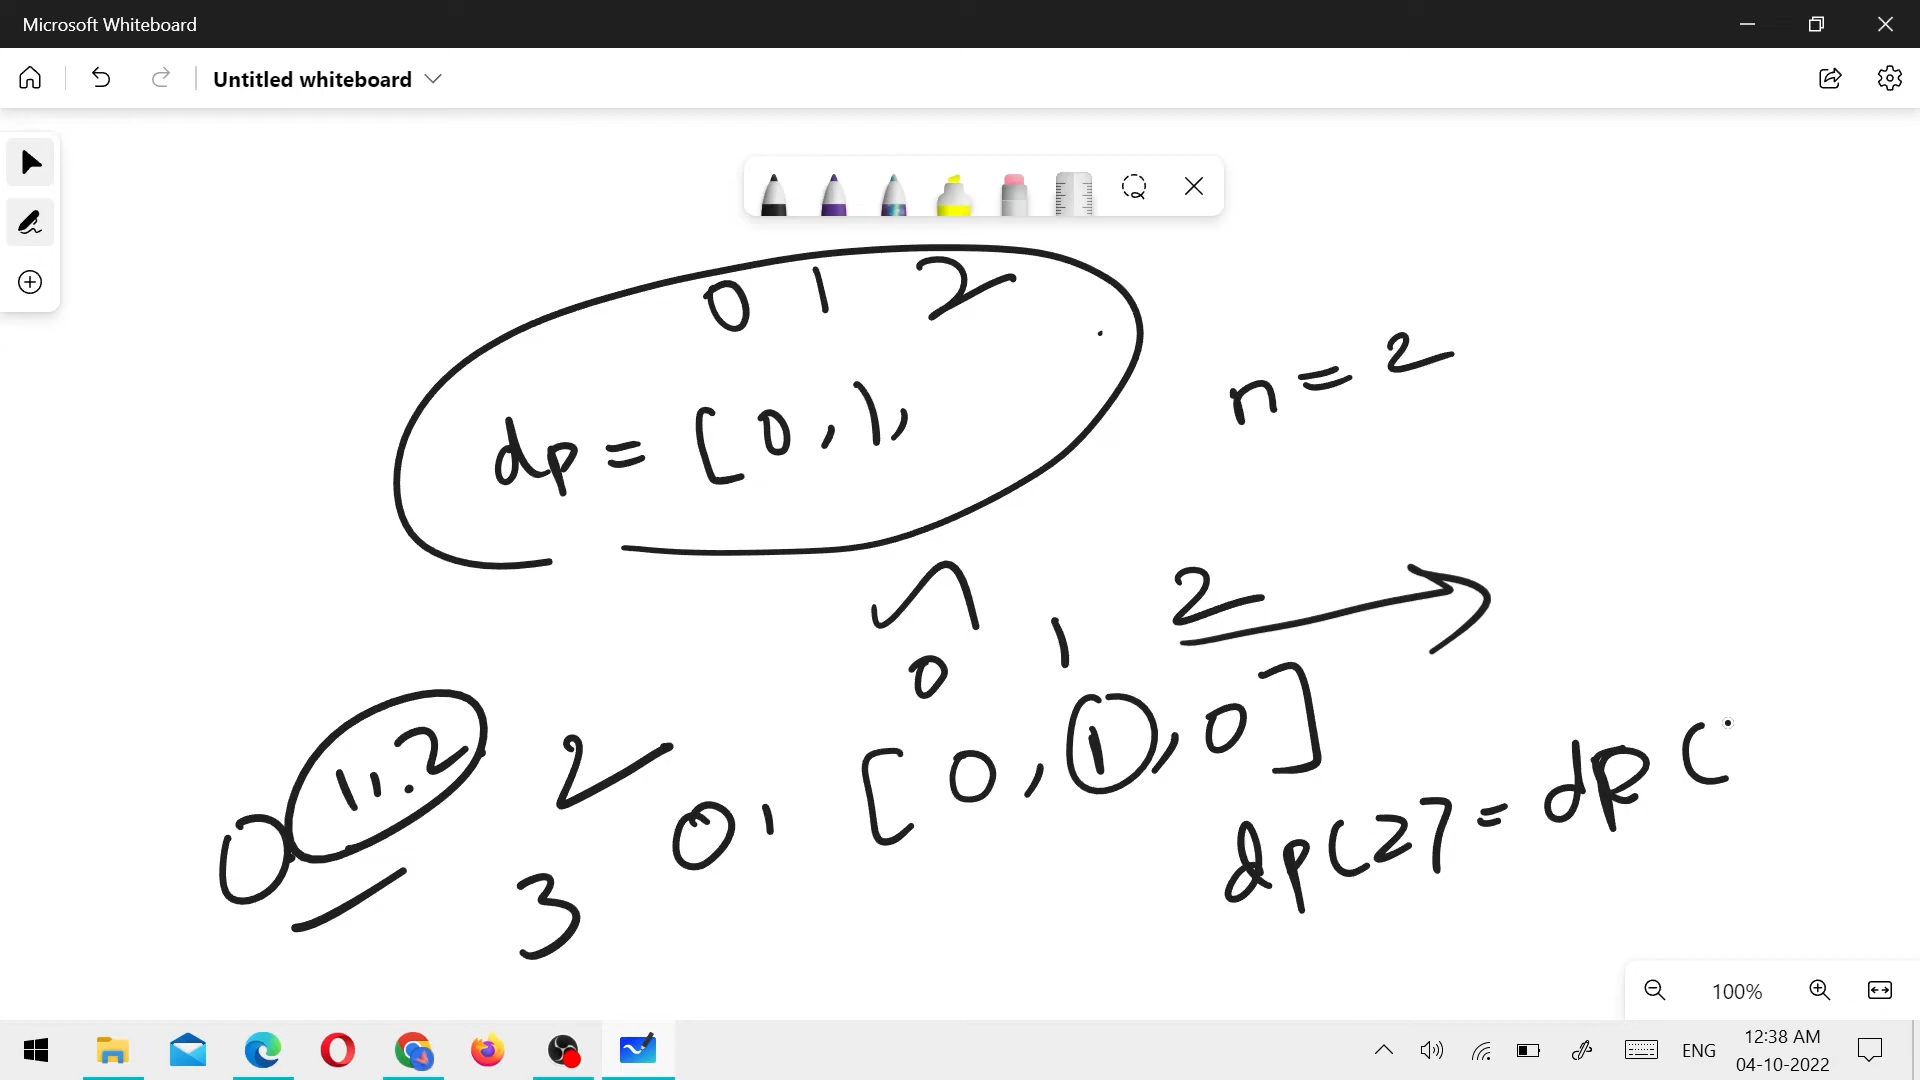 Microsoft Whiteboard
Untitled whiteboard
0 1 2
dp = [0,1,
n = 2
0 1 2
0 1,.2 2 0, [0,1,0]
3
dp[2] = dp[
100%
ENG
12:38 AM
04-10-2022